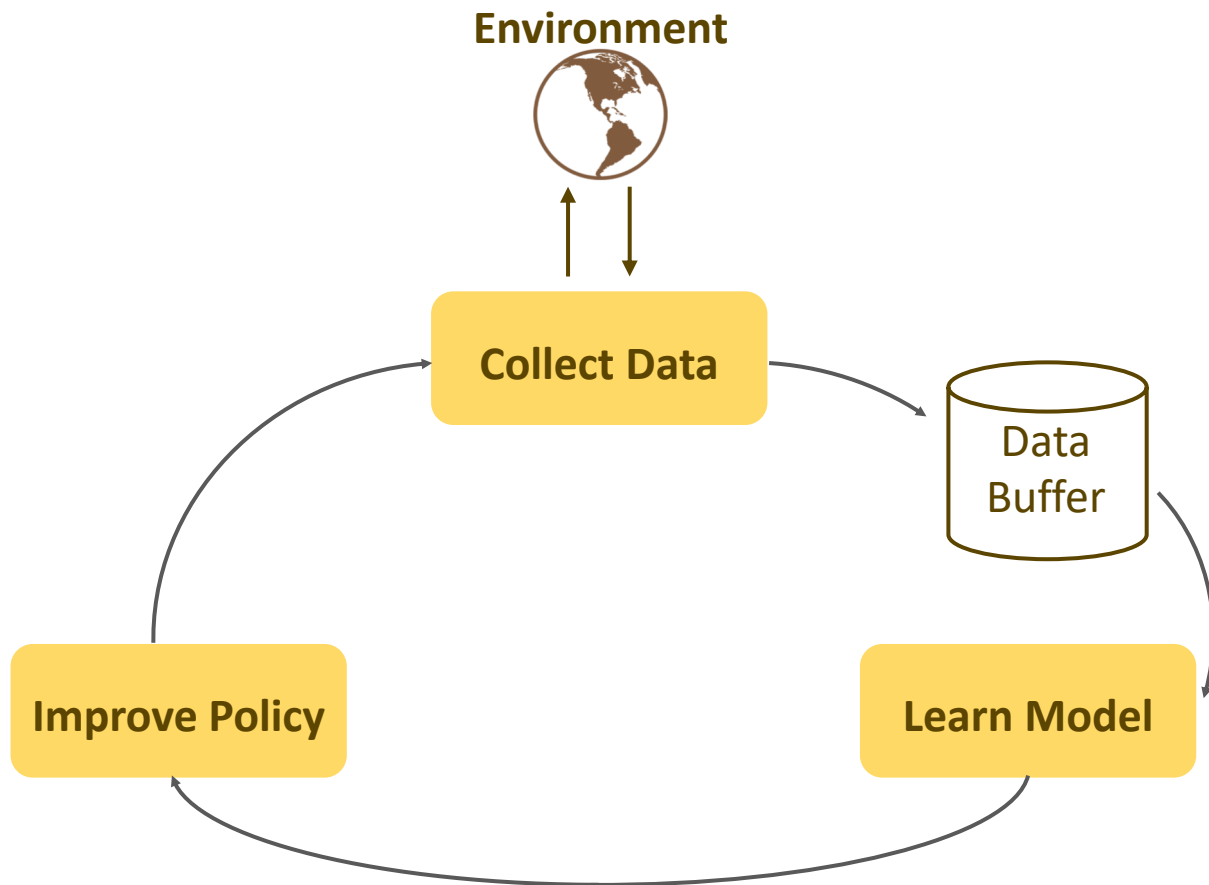 Environment
Collect Data
Data
Buffer
Improve Policy
Learn Model